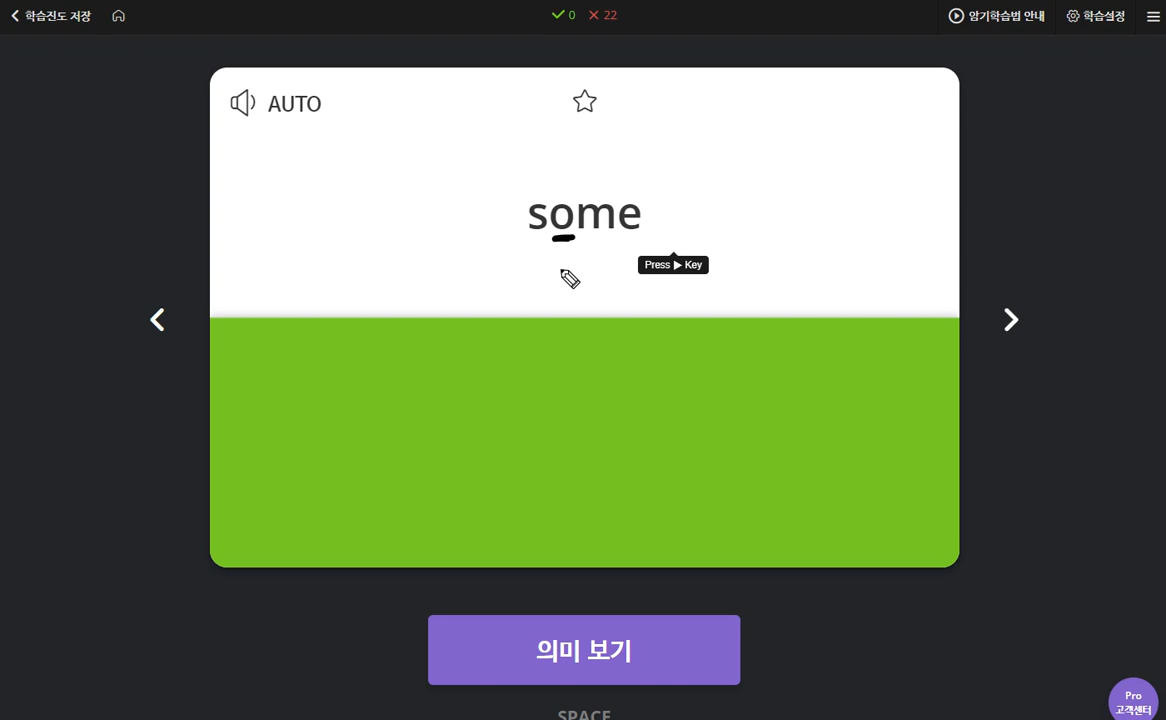 학습진도 저장
0
22
암기학습법 안내
학습설정
AUTO
some
Press ▶ Key
의미 보기
SPACE
Pro
고객센터